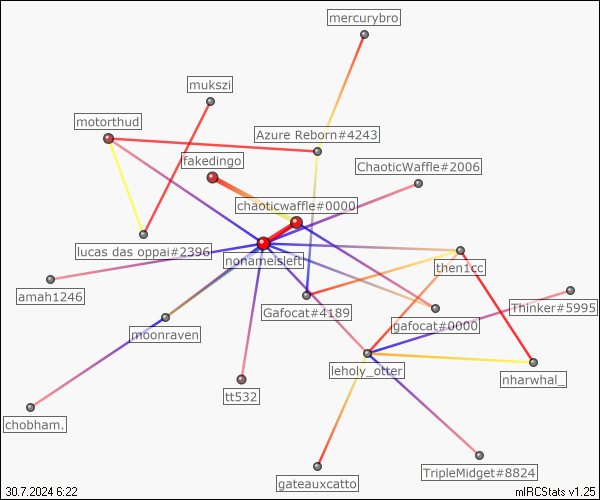 mercurybro
mukszi
motorthud
Azure Reborn#4243
fakedingo
ChaoticWaffle#2006
chaoticwaffle#0000
lucas das oppai#2396
nonameisleft
then1cc
amah1246
Gafocat#4189
Thinker#5995
gafocat#0000
moonraven
leholy_otter
nharwhal_
tt532
chobham.
TripleMidget#8824
gateauxcatto
30.7.2024 6:22
mIRCStats v1.25